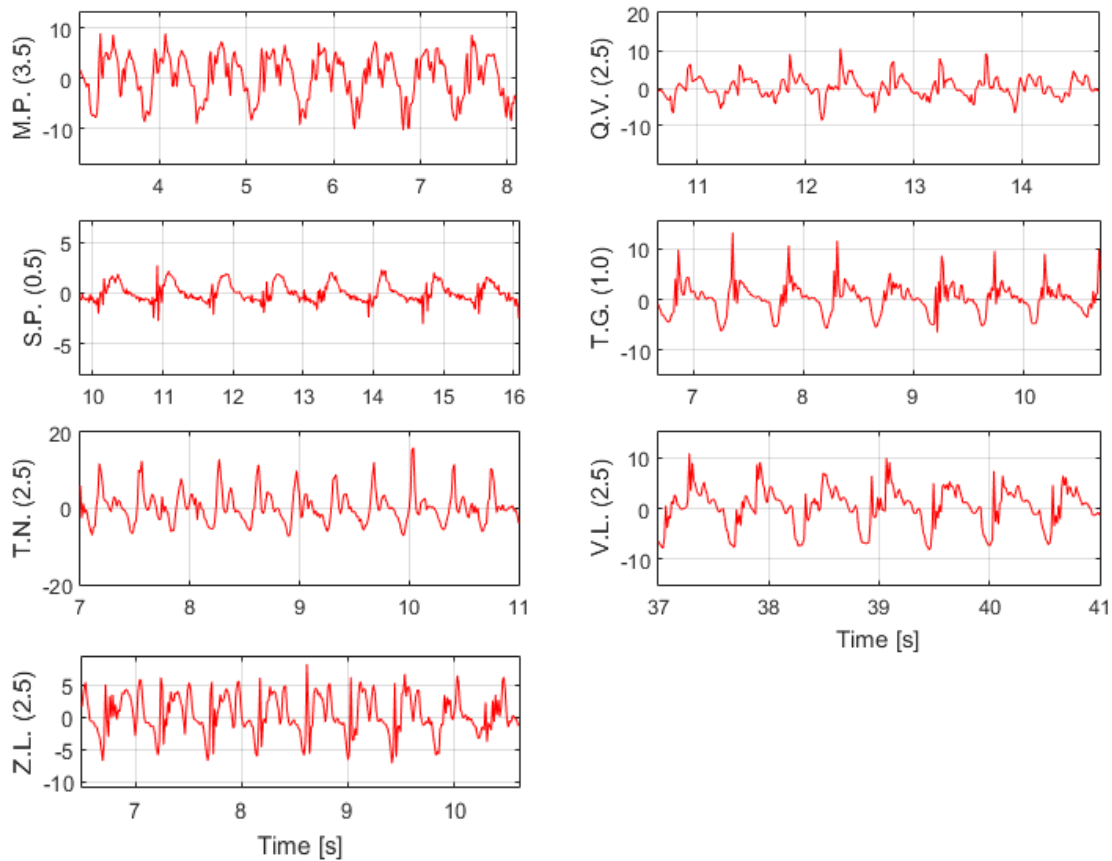 M.P. (3.5)
10
0
-10
4 5 6 7 8
Q.V. (2.5)
20
10
0
-10
11 12 13 14
S.P. (0.5)
5
0
-5
10 11 12 13 14 15 16
T.G. (1.0)
10
0
-10
7 8 9 10
T.N. (2.5)
20
0
-20
7 8 9 10 11
V.L. (2.5)
10
0
-10
37 38 39 40 41
Time [s]
Z.L. (2.5)
5
0
-5
-10
7 8 9 10
Time [s]